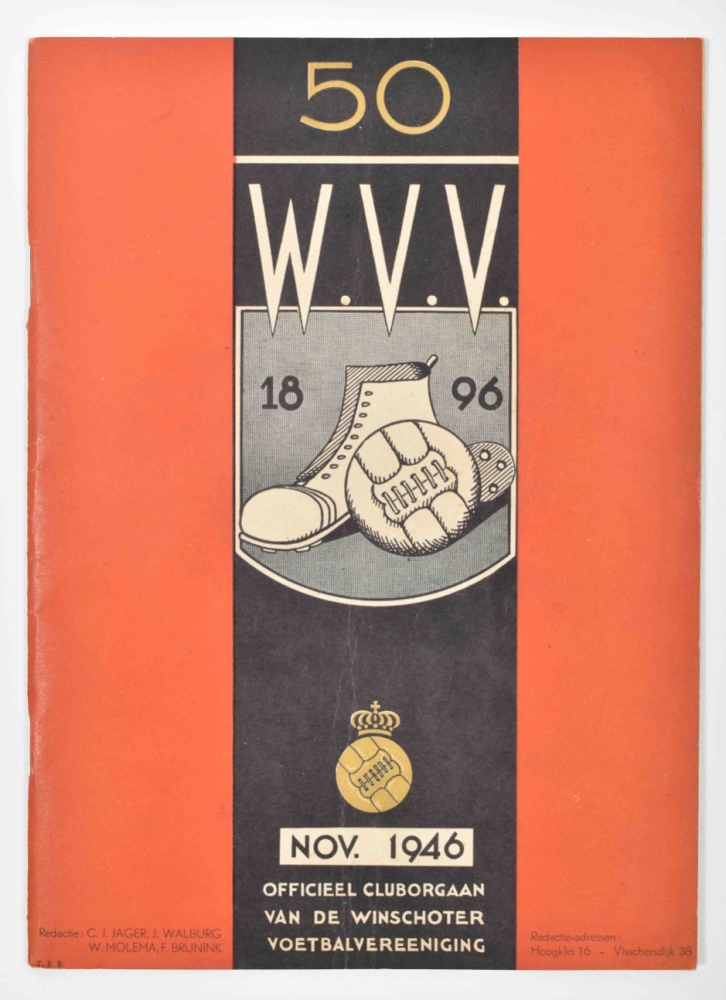 50
W.V.V.
18 96
NOV. 1946
OFFICIEEL CLUBORGAAN
VAN DE WINSCHOTER
VOETBALVEREENIGING
Redactie: C. J. JAGER, J. WALBURG
W. MOLEMA, F. BRUNINK
Redactie-adressen:
Hoogklei 16 - Visschersdijk 38